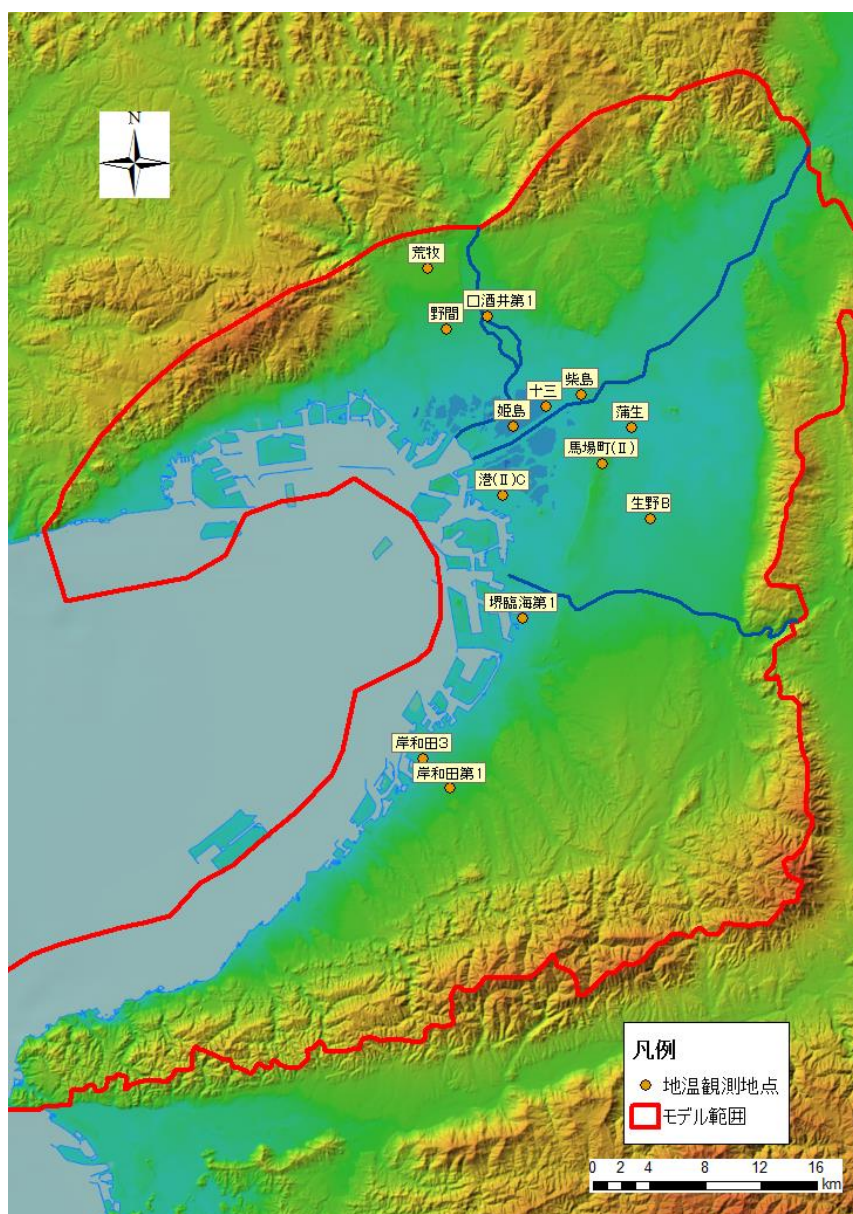 N
荒牧
口酒井第1
野間
柴島
十三
姫島
蒲生
馬場町(Ⅱ)
港(Ⅱ)C
生野B
堺臨海第1
岸和田3
岸和田第1
凡例
地温観測地点
モデル範囲
0 2 4 8 12 16
km